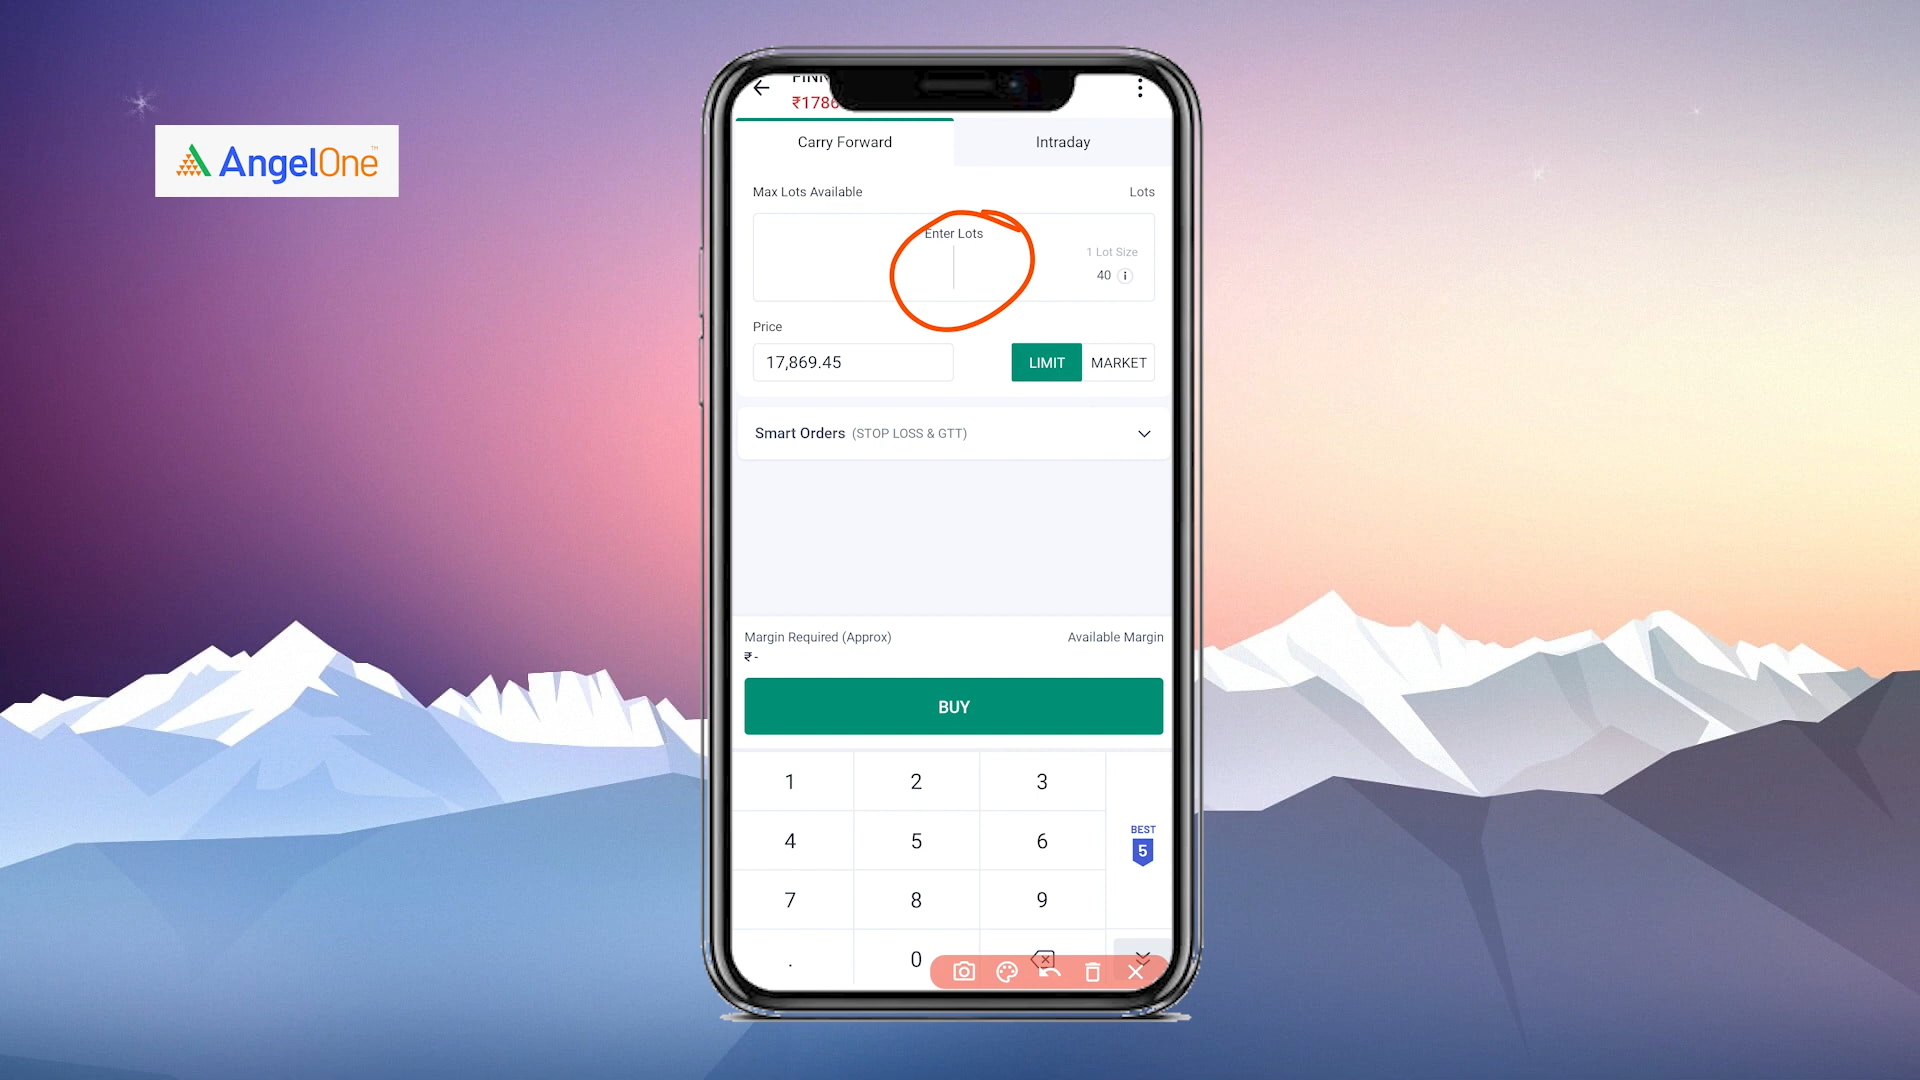 AngelOne™
₹1786
Carry Forward
Intraday
Max Lots Available
Lots
Enter Lots
1 Lot Size
40
Price
17,869.45
LIMIT
MARKET
Smart Orders (STOP LOSS & GTT)
Margin Required (Approx)
Available Margin
₹ -
BUY
1
2
3
4
5
6
BEST
5
7
8
9
.
0